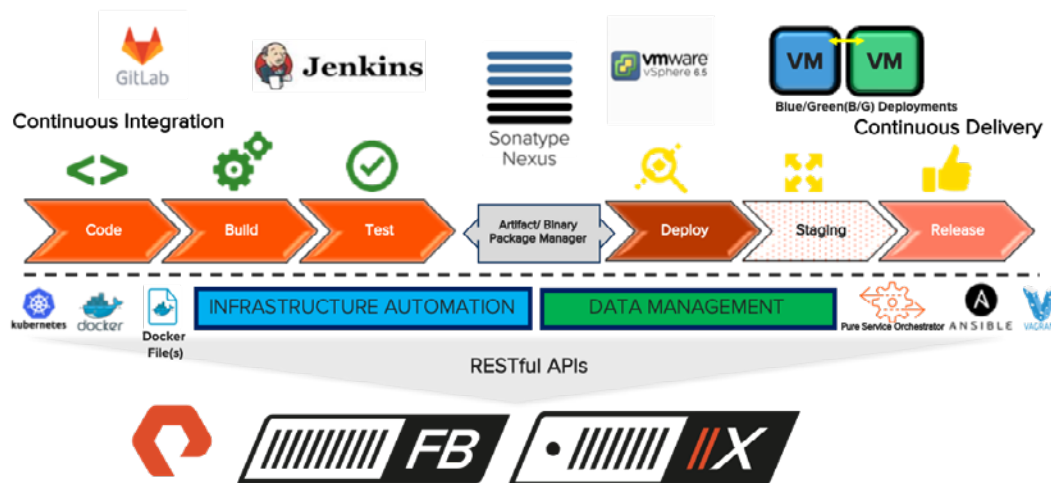 GitLab
Jenkins
Sonatype
Nexus
vmware
vSphere 6.5
VM
VM
Blue/Green(B/G) Deployments
Continuous Integration
Continuous Delivery
Code
Build
Test
Artifact/ Binary
Package Manager
Deploy
Staging
Release
kubernetes
docker
Docker
File(s)
INFRASTRUCTURE AUTOMATION
DATA MANAGEMENT
Pure Service Orchestrator
ANSIBLE
VAGRAN
RESTful APIs
FB
//X